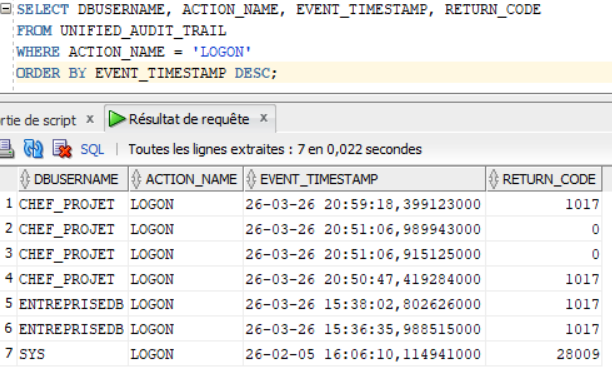 SELECT DBUSERNAME, ACTION_NAME, EVENT_TIMESTAMP, RETURN_CODE
FROM UNIFIED_AUDIT_TRAIL
WHERE ACTION_NAME = 'LOGON'
ORDER BY EVENT_TIMESTAMP DESC;
rtie de script x Résultat de requête x
SQL | Toutes les lignes extraites : 7 en 0,022 secondes
DBUSERNAME ACTION_NAME EVENT_TIMESTAMP RETURN_CODE
1 CHEF_PROJET LOGON 26-03-26 20:59:18,399123000 1017
2 CHEF_PROJET LOGON 26-03-26 20:51:06,989943000 0
3 CHEF_PROJET LOGON 26-03-26 20:51:06,915125000 0
4 CHEF_PROJET LOGON 26-03-26 20:50:47,419284000 1017
5 ENTREPRISEDB LOGON 26-03-26 15:38:02,802626000 1017
6 ENTREPRISEDB LOGON 26-03-26 15:36:35,988515000 1017
7 SYS LOGON 26-02-05 16:06:10,114941000 28009